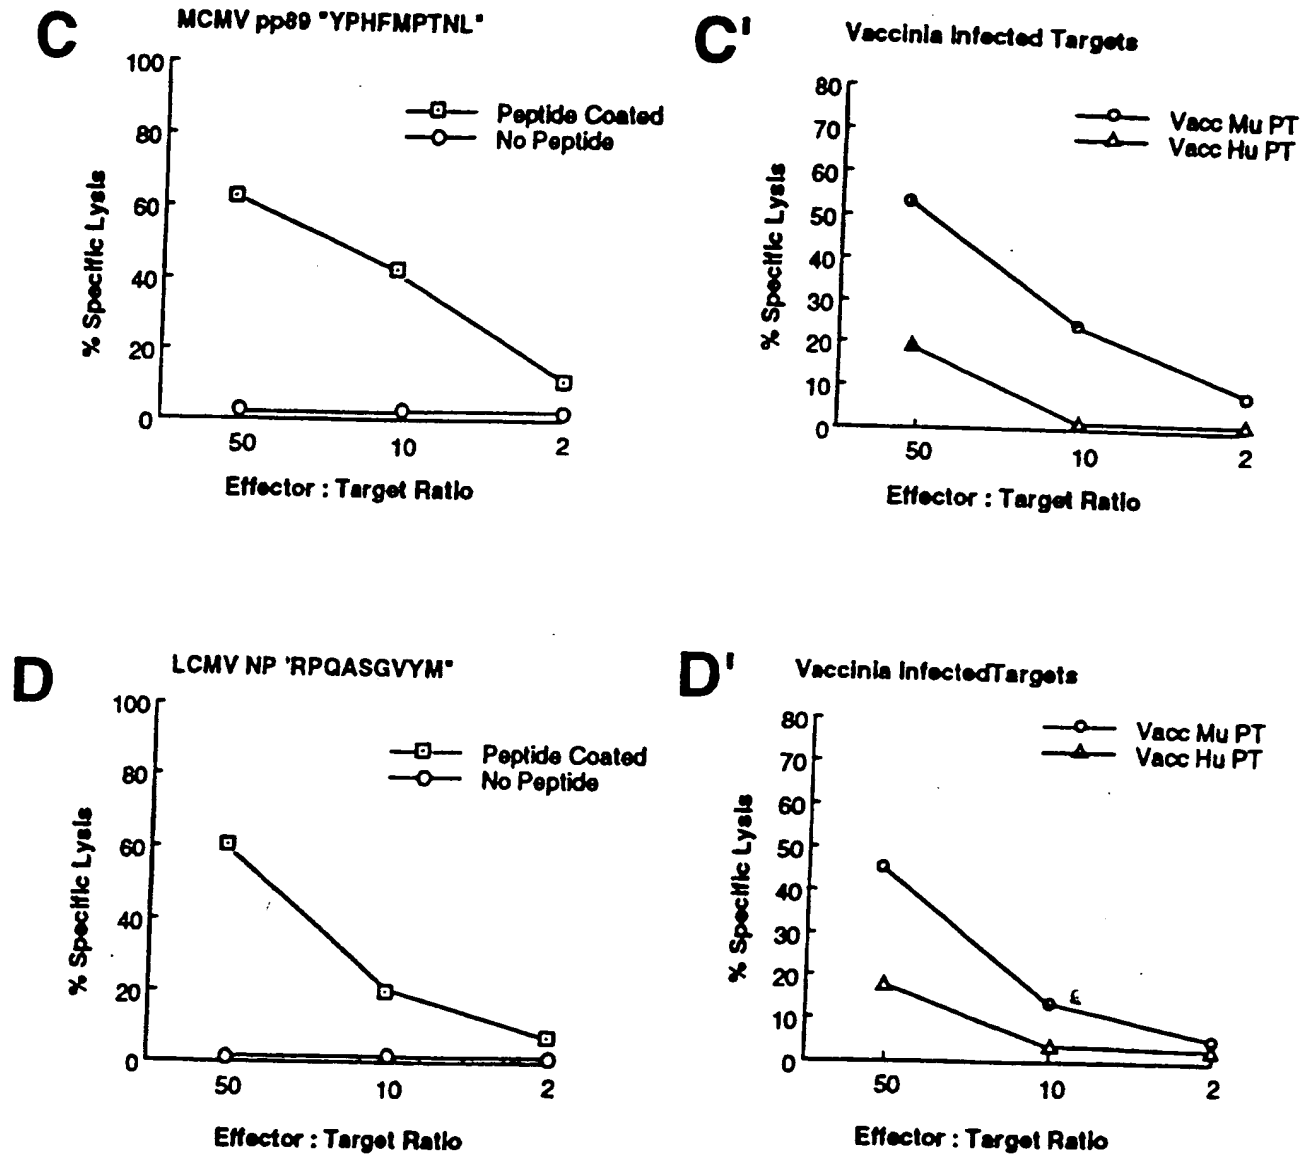 C
MCMV pp89 "YPHFMPTNL"
100
80
60
40
20
0
% Specific Lysis
Peptide Coated
No Peptide
50 10 2
Effector : Target Ratio
C'
Vaccinia Infected Targets
80
70
60
50
40
30
20
10
0
% Specific Lysis
Vacc Mu PT
Vacc Hu PT
50 10 2
Effector : Target Ratio
D
LCMV NP 'RPQASGVYM"
100
80
60
40
20
0
% Specific Lysis
Peptide Coated
No Peptide
50 10 2
Effector : Target Ratio
D'
Vaccinia InfectedTargets
80
70
60
50
40
30
20
10
0
% Specific Lysis
Vacc Mu PT
Vacc Hu PT
50 10 2
Effector : Target Ratio